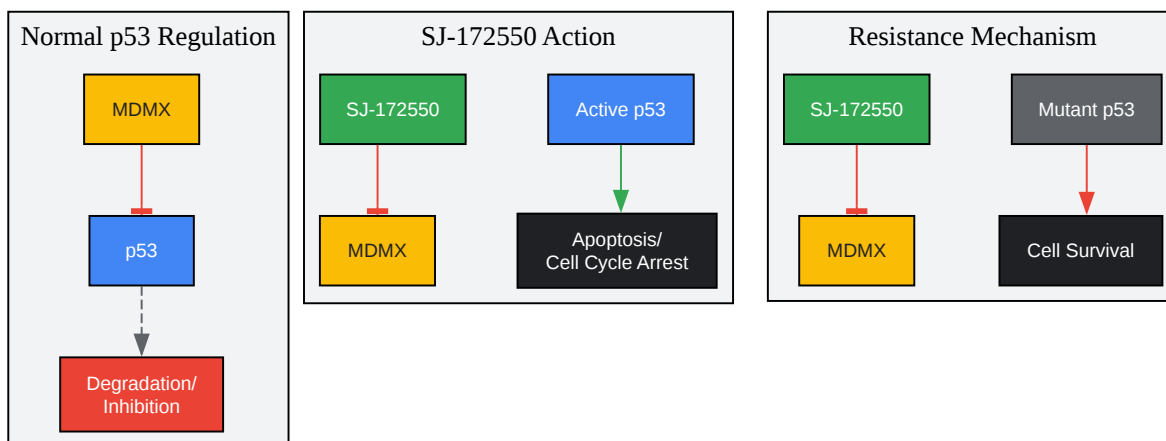 Normal p53 Regulation
MDMX
p53
Degradation/
Inhibition
SJ-172550 Action
SJ-172550
Active p53
MDMX
Apoptosis/
Cell Cycle Arrest
Resistance Mechanism
SJ-172550
Mutant p53
MDMX
Cell Survival